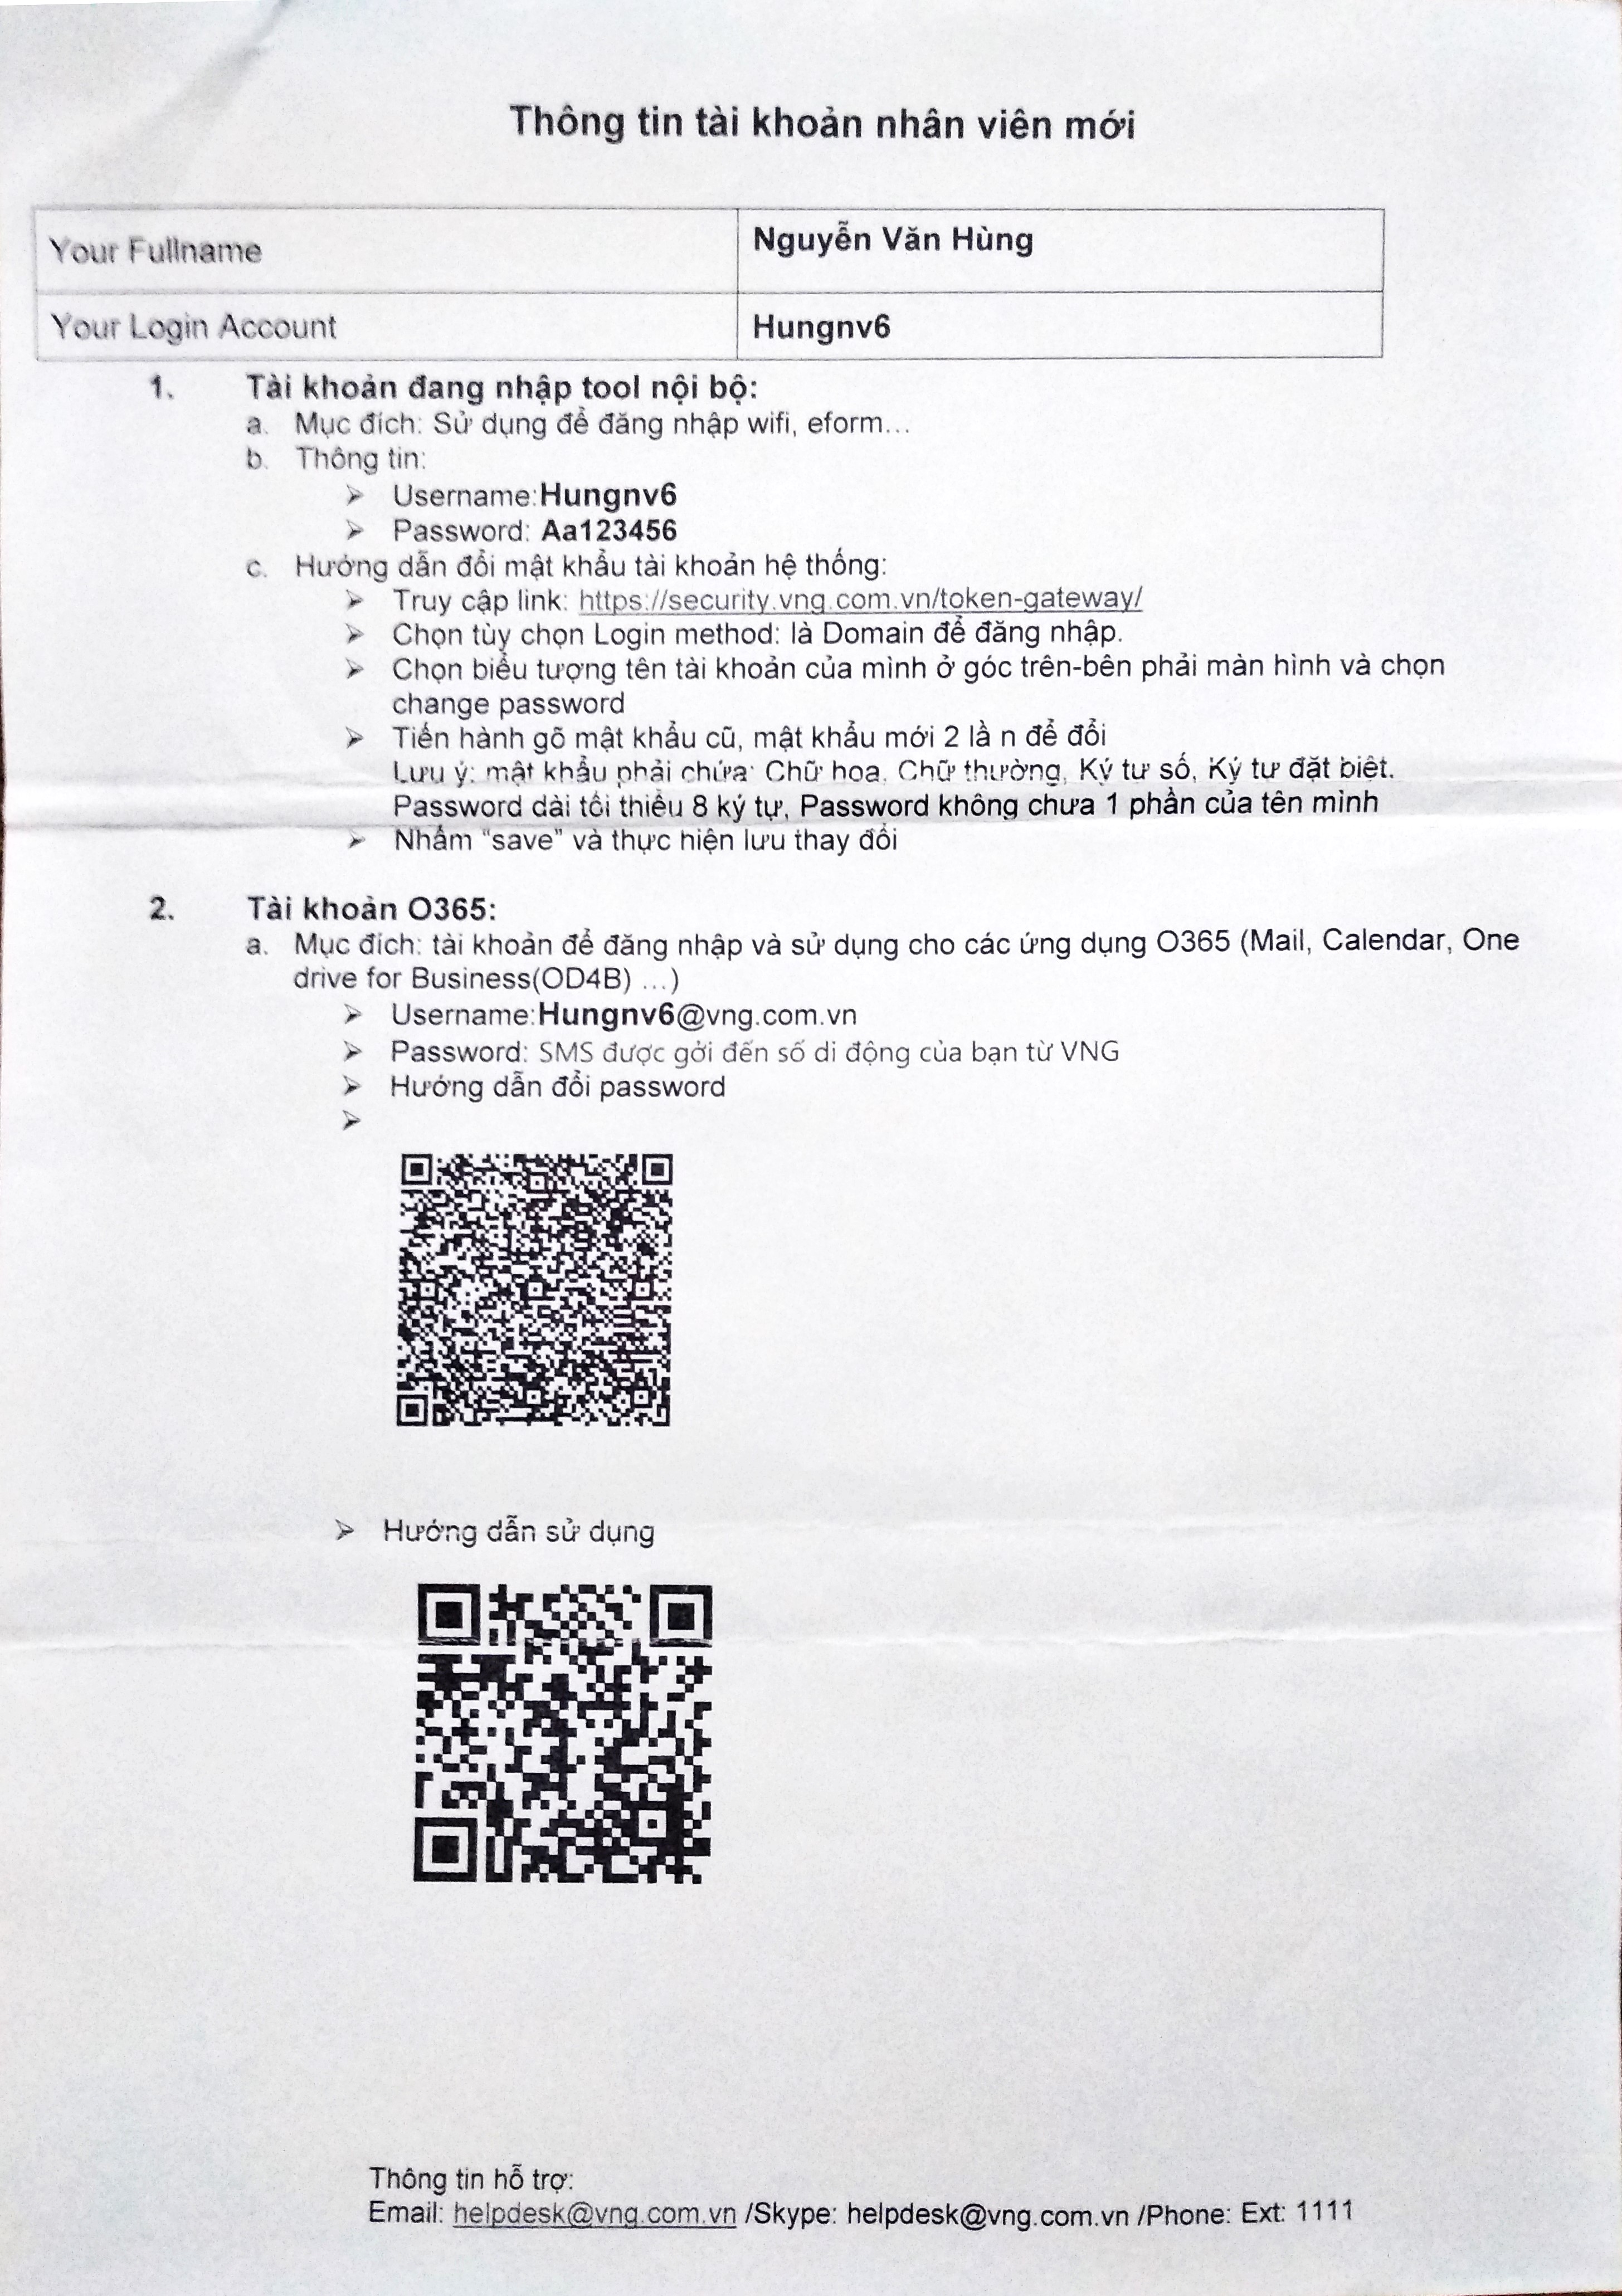 Thông tin tài khoản nhân viên mới
Your Fullname Nguyễn Văn Hùng
Your Login Account Hungnv6
1. Tài khoản đang nhập tool nội bộ:
a. Mục đích: Sử dụng để đăng nhập wifi, eform...
b. Thông tin:
➢ Username:Hungnv6
➢ Password: Aa123456
c. Hướng dẫn đổi mật khẩu tài khoản hệ thống:
➢ Truy cập link: https://security.vng.com.vn/token-gateway/
➢ Chọn tùy chọn Login method: là Domain để đăng nhập.
➢ Chọn biểu tượng tên tài khoản của mình ở góc trên-bên phải màn hình và chọn
change password
➢ Tiến hành gõ mật khẩu cũ, mật khẩu mới 2 lầ n để đổi
Lưu ý: mật khẩu phải chứa: Chữ hoa, Chữ thường, Ký tự số, Ký tự đặt biệt.
Password dài tối thiểu 8 ký tự, Password không chưa 1 phần của tên mình
➢ Nhấm “save” và thực hiện lưu thay đổi
2. Tài khoản O365:
a. Mục đích: tài khoản để đăng nhập và sử dụng cho các ứng dụng O365 (Mail, Calendar, One
drive for Business(OD4B) ...)
➢ Username:Hungnv6@vng.com.vn
➢ Password: SMS được gởi đến số di động của bạn từ VNG
➢ Hướng dẫn đổi password
➢
➢ Hướng dẫn sử dụng
Thông tin hỗ trợ:
Email: helpdesk@vng.com.vn /Skype: helpdesk@vng.com.vn /Phone: Ext: 1111